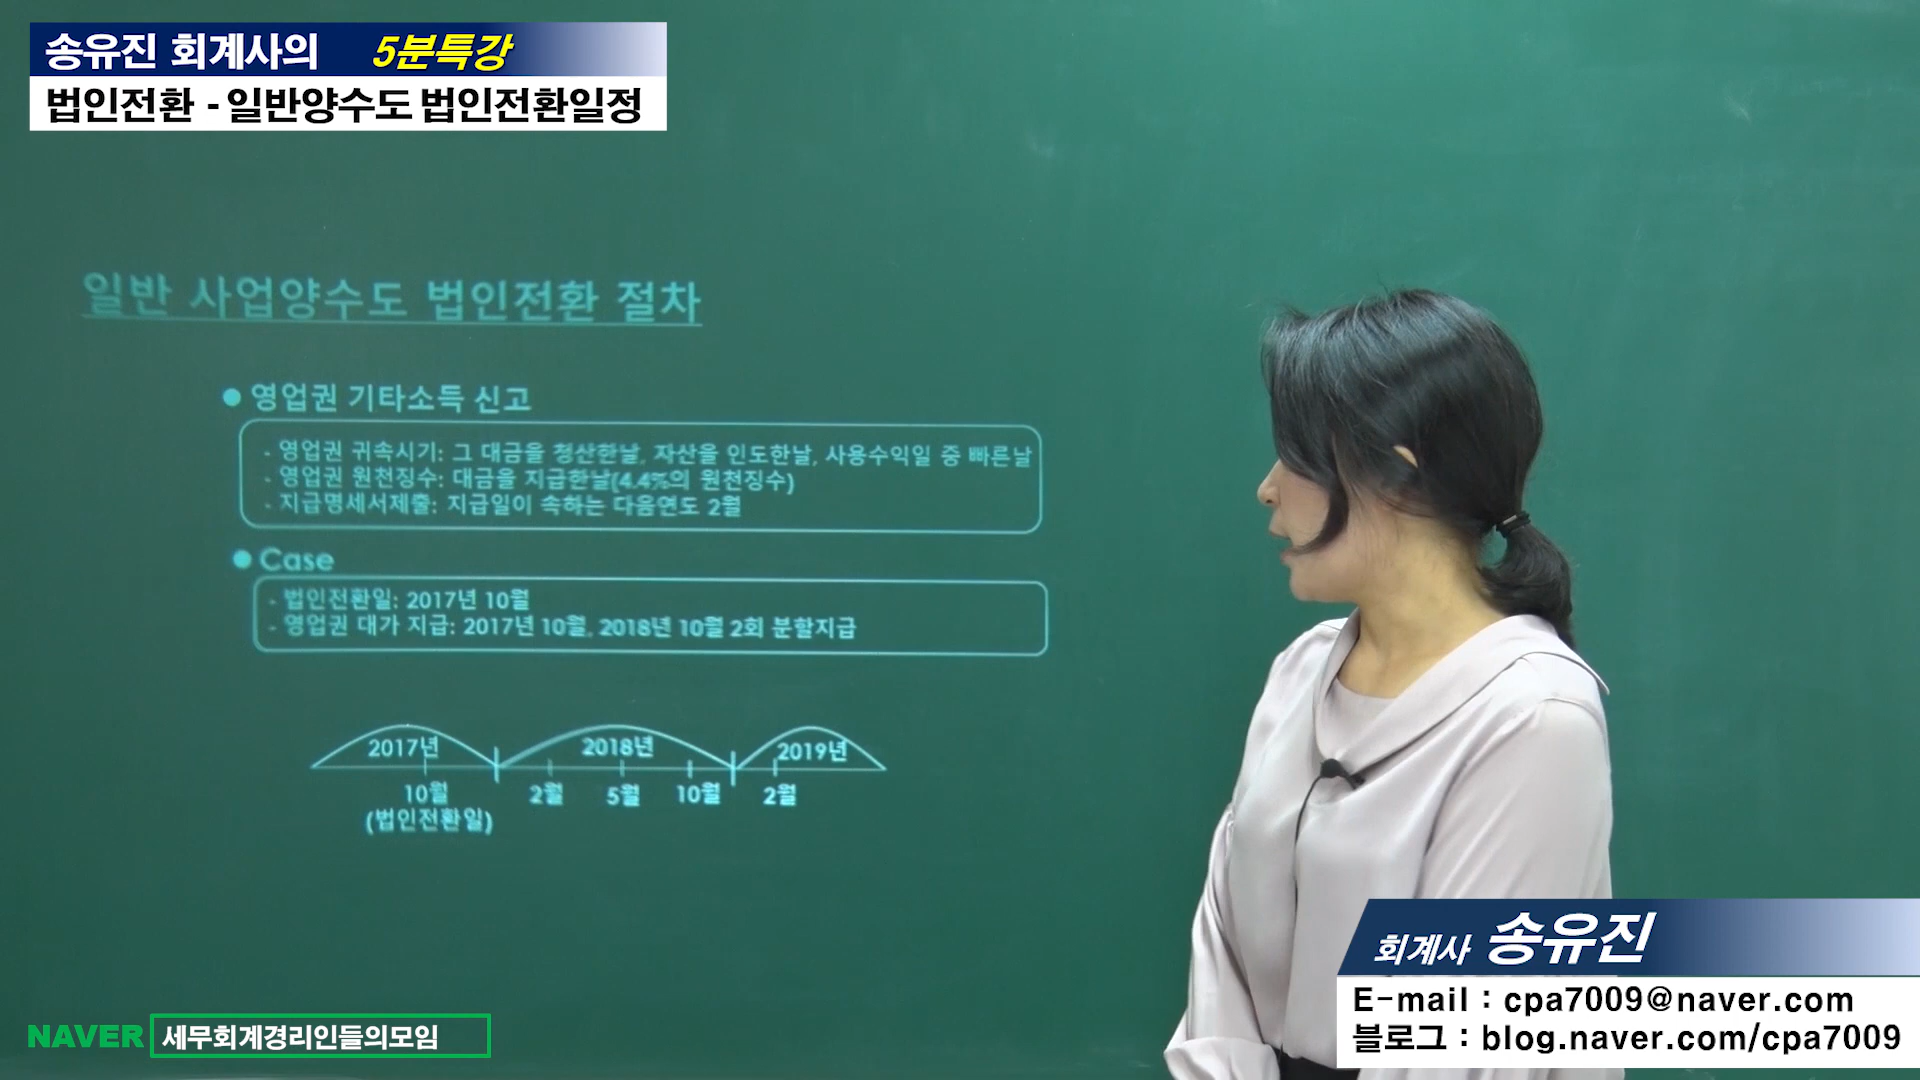 송유진 회계사의 5분특강
법인전환 - 일반양수도 법인전환일정
일반 사업양수도 법인전환 절차
● 영업권 기타소득 신고
- 영업권 귀속시기: 그 대금을 청산한날, 자산을 인도한날, 사용수익일 중 빠른날
- 영업권 원천징수: 대금을 지급한날(4.4%의 원천징수)
- 지급명세서제출: 지급일이 속하는 다음연도 2월
● Case
- 법인전환일: 2017년 10월
- 영업권 대가 지급: 2017년 10월, 2018년 10월 2회 분할지급
2017년 2018년 2019년
10월 2월 5월 10월 2월
(법인전환일)
회계사 송유진
E-mail : cpa7009@naver.com
블로그 : blog.naver.com/cpa7009
NAVER 세무회계경리인들의모임